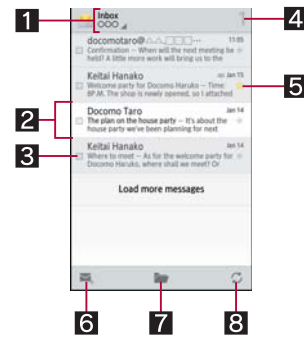 1
Inbox
○○○
4
docomotaro@△△.□□□… 11:05
Confirmation – When will the next meeting be
held? A little more work will bring us to the
Keitai Hanako Jan 15
Welcome party for Docomo Haruko – Time:
8P.M. The shop is newly opened, so I attached
5
2
Docomo Taro Jan 14
The plan on the house party – It's about the
house party we've been planning for next
3
Keitai Hanako Jan 14
Where to meet – As for the welcome party for
Docomo Haruko, where shall we meet? Or
Load more messages
6
7
8